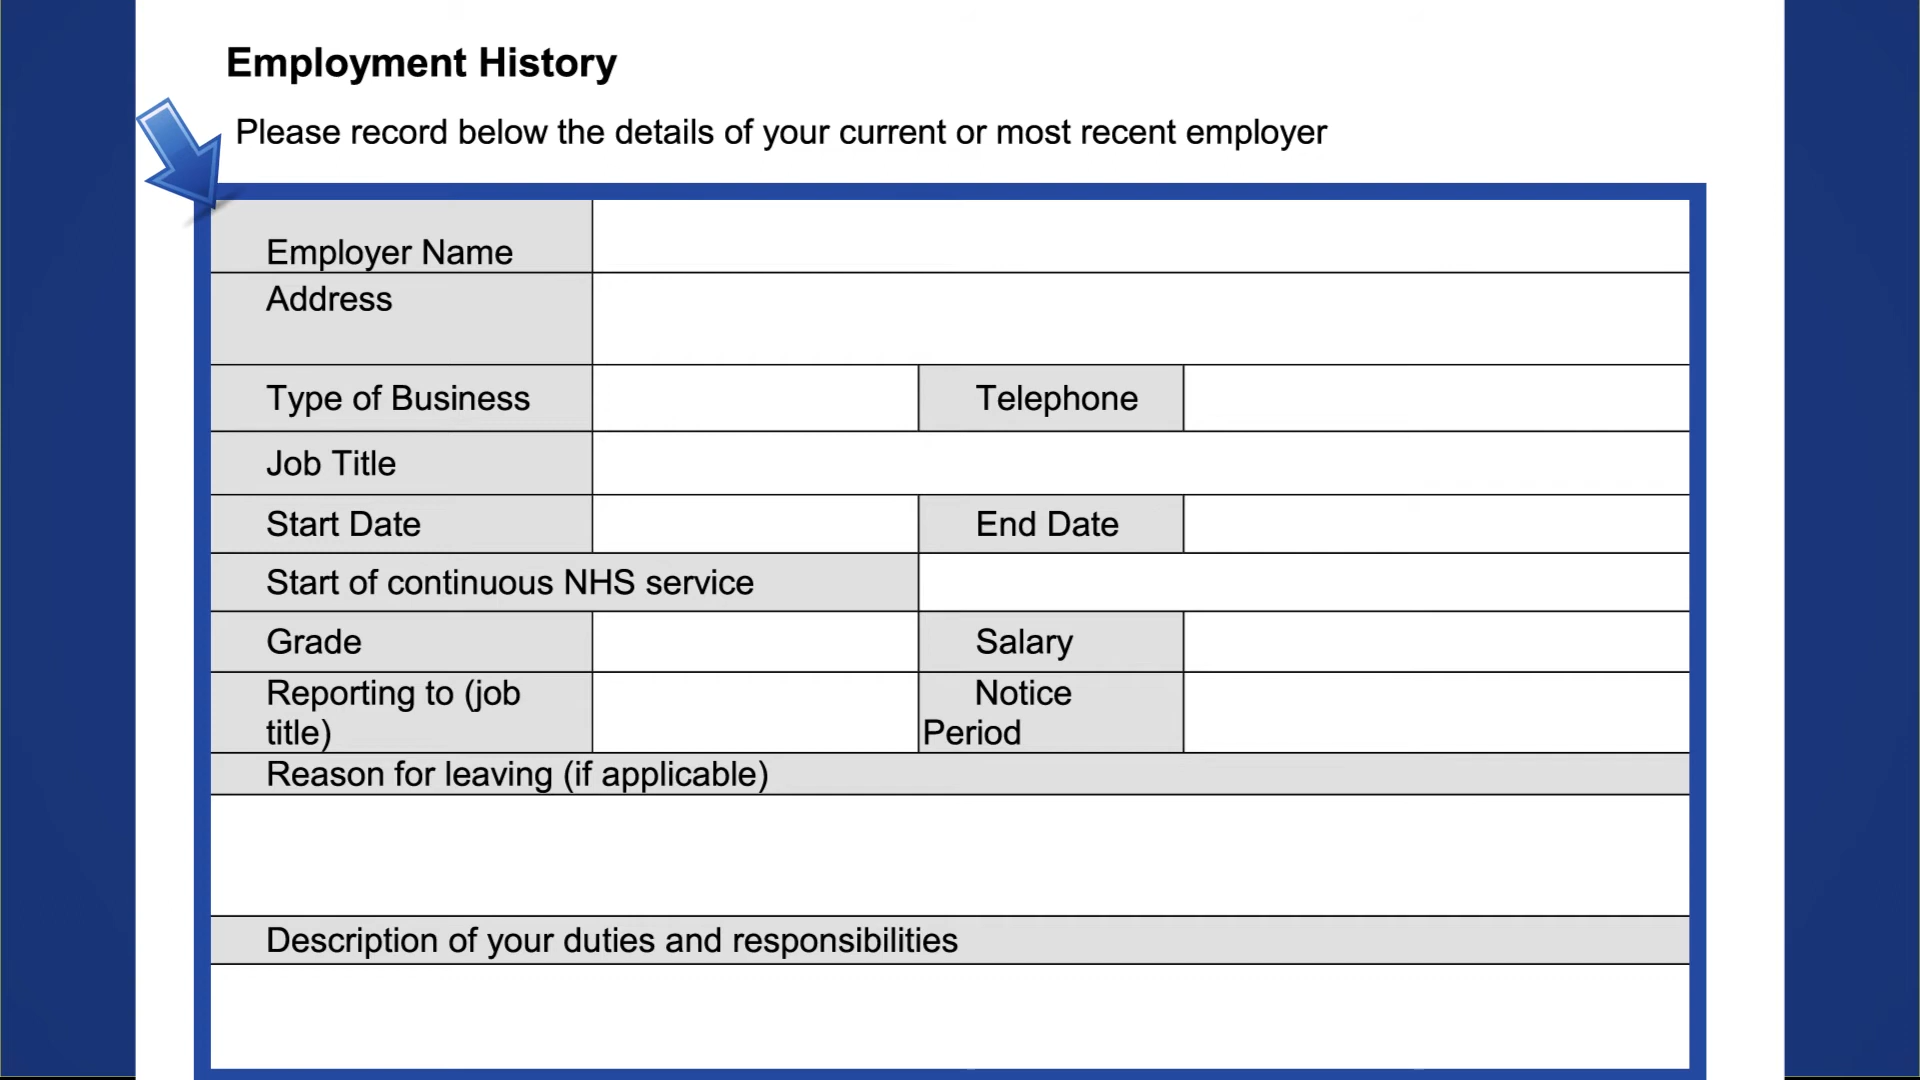 Employment History
Please record below the details of your current or most recent employer
Employer Name
Address
Type of Business
Telephone
Job Title
Start Date
End Date
Start of continuous NHS service
Grade
Salary
Reporting to (job
title)
Notice
Period
Reason for leaving (if applicable)
Description of your duties and responsibilities